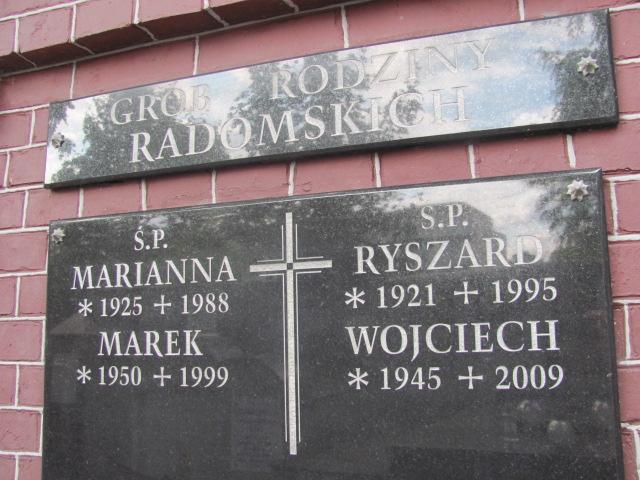 GRÓB RODZINY
RADOMSKICH
Ś.P.
MARIANNA
* 1925 + 1988
MAREK
* 1950 + 1999
Ś.P.
RYSZARD
* 1921 + 1995
WOJCIECH
* 1945 + 2009